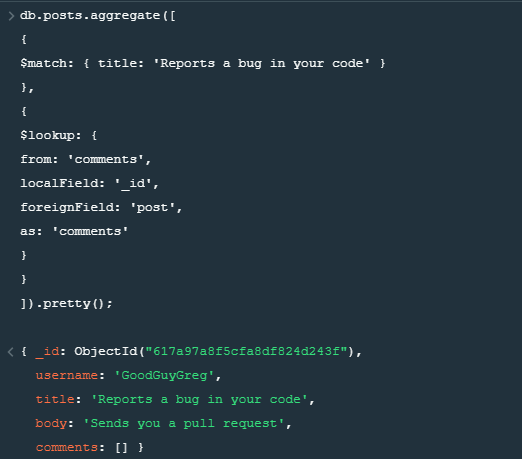 db.posts.aggregate([
{
$match: { title: 'Reports a bug in your code' }
},
{
$lookup: {
from: 'comments',
localField: '_id',
foreignField: 'post',
as: 'comments'
}
}
]).pretty();
{ _id: ObjectId("617a97a8f5cfa8df824d243f"),
username: 'GoodGuyGreg',
title: 'Reports a bug in your code',
body: 'Sends you a pull request',
comments: [] }